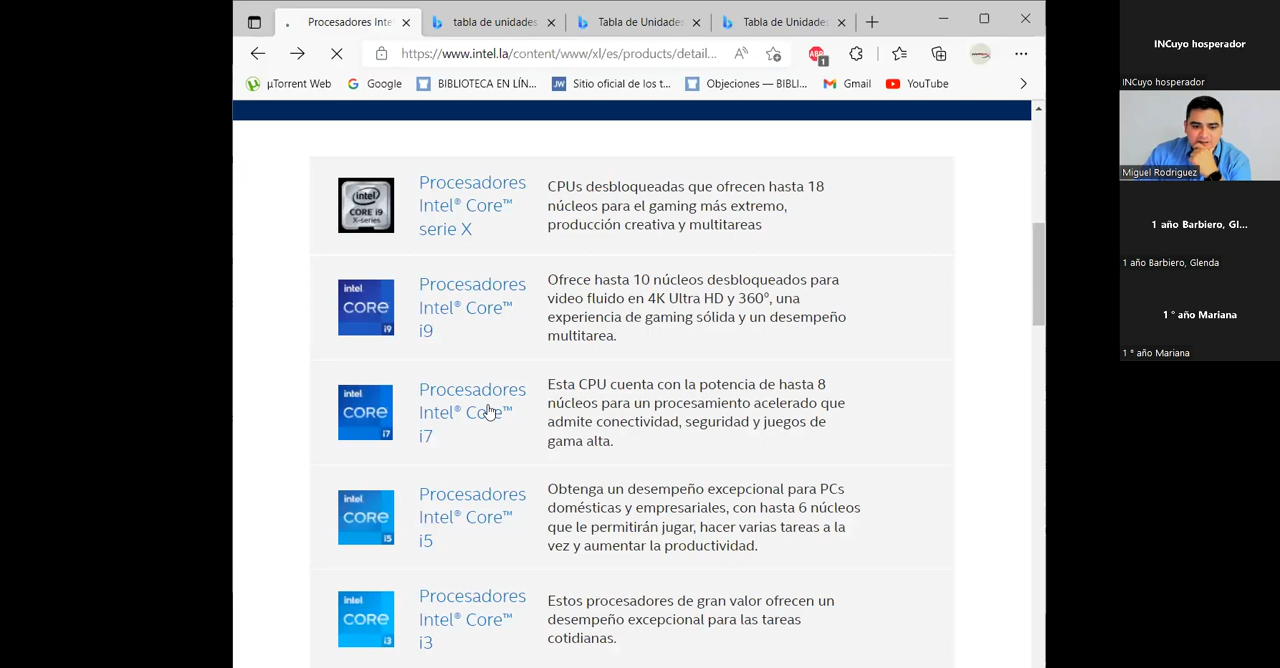 Procesadores Inte
tabla de unidades
Tabla de Unidades
Tabla de Unidades
https://www.intel.la/content/www/xl/es/products/detail...
ABP
1
µTorrent Web
Google
BIBLIOTECA EN LÍN...
JW
Sitio oficial de los t...
Objeciones — BIBLI...
Gmail
YouTube
intel
CORE i9
X-series
Procesadores
Intel® Core™
serie X
CPUs desbloqueadas que ofrecen hasta 18
núcleos para el gaming más extremo,
producción creativa y multitareas
intel
CORE
i9
Procesadores
Intel® Core™
i9
Ofrece hasta 10 núcleos desbloqueados para
video fluido en 4K Ultra HD y 360°, una
experiencia de gaming sólida y un desempeño
multitarea.
intel
CORE
i7
Procesadores
Intel® Core™
i7
Esta CPU cuenta con la potencia de hasta 8
núcleos para un procesamiento acelerado que
admite conectividad, seguridad y juegos de
gama alta.
intel
CORE
i5
Procesadores
Intel® Core™
i5
Obtenga un desempeño excepcional para PCs
domésticas y empresariales, con hasta 6 núcleos
que le permitirán jugar, hacer varias tareas a la
vez y aumentar la productividad.
intel
CORE
i3
Procesadores
Intel® Core™
i3
Estos procesadores de gran valor ofrecen un
desempeño excepcional para las tareas
cotidianas.
INCuyo hosperador
INCuyo hosperador
Miguel Rodriguez
1 año Barbiero, Gl...
1 año Barbiero, Glenda
1 ° año Mariana
1 ° año Mariana